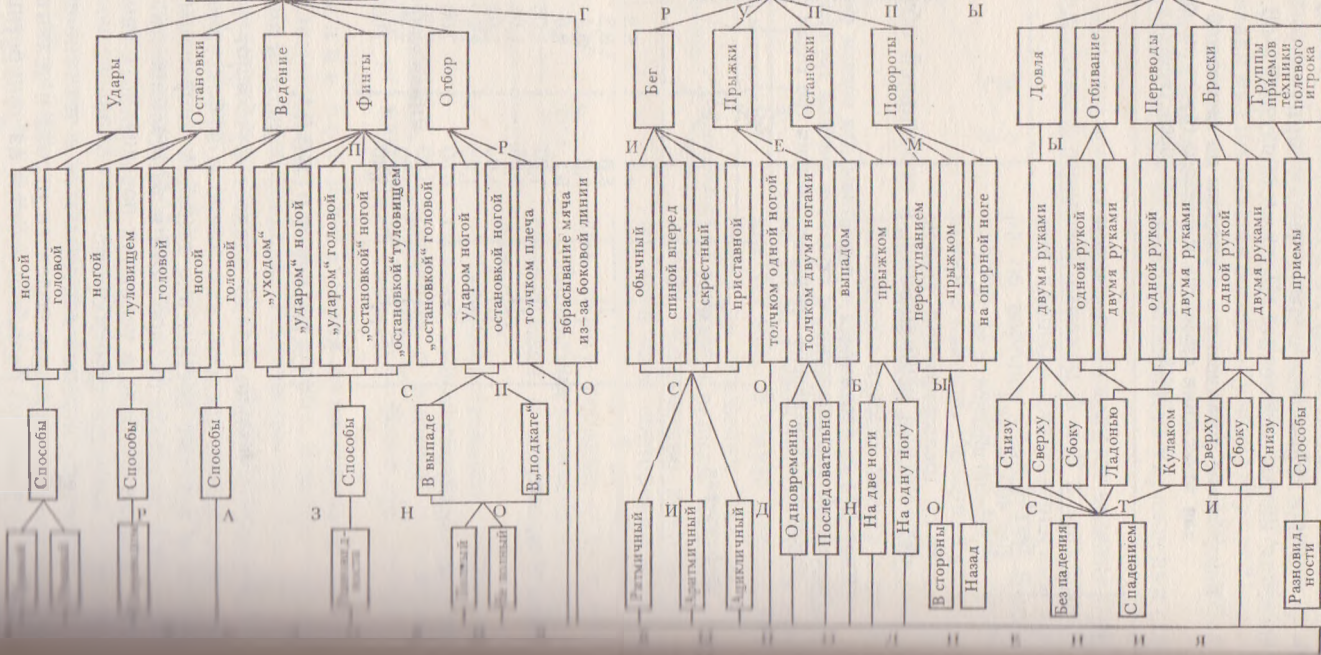 Г Р У П П Ы
Удары
Остановки
Ведение
Финты
Отбор
Бег
Прыжки
Остановки
Повороты
Ловля
Отбивание
Переводы
Броски
Группы
приемов
техники
полевого
игрока
П Р И Е М Ы
ногой
головой
ногой
туловищем
головой
ногой
головой
„уходом“
„ударом“ ногой
„ударом“ головой
„остановкой“ ногой
„остановкой“туловищем
„остановкой“ головой
ударом ногой
остановкой ногой
толчком плеча
вбрасывание мяча
из-за боковой линии
обычный
спиной вперед
скрестный
приставной
толчком одной ногой
толчком двумя ногами
выпадом
прыжком
переступанием
прыжком
на опорной ноге
двумя руками
одной рукой
двумя руками
одной рукой
двумя руками
одной рукой
двумя руками
приемы
С П О С О Б Ы
Способы
Способы
Способы
Способы
В выпаде
В„подкате“
Одновременно
Последовательно
На две ноги
На одну ногу
Снизу
Сверху
Сбоку
Ладонью
Кулаком
Сверху
Сбоку
Снизу
Способы
Р А З Н О И Д Н О С Т И
Ритмичный
Аритмичный
Ациклichный
В стороны
Назад
Без падения
С падением
Разновид-
ности